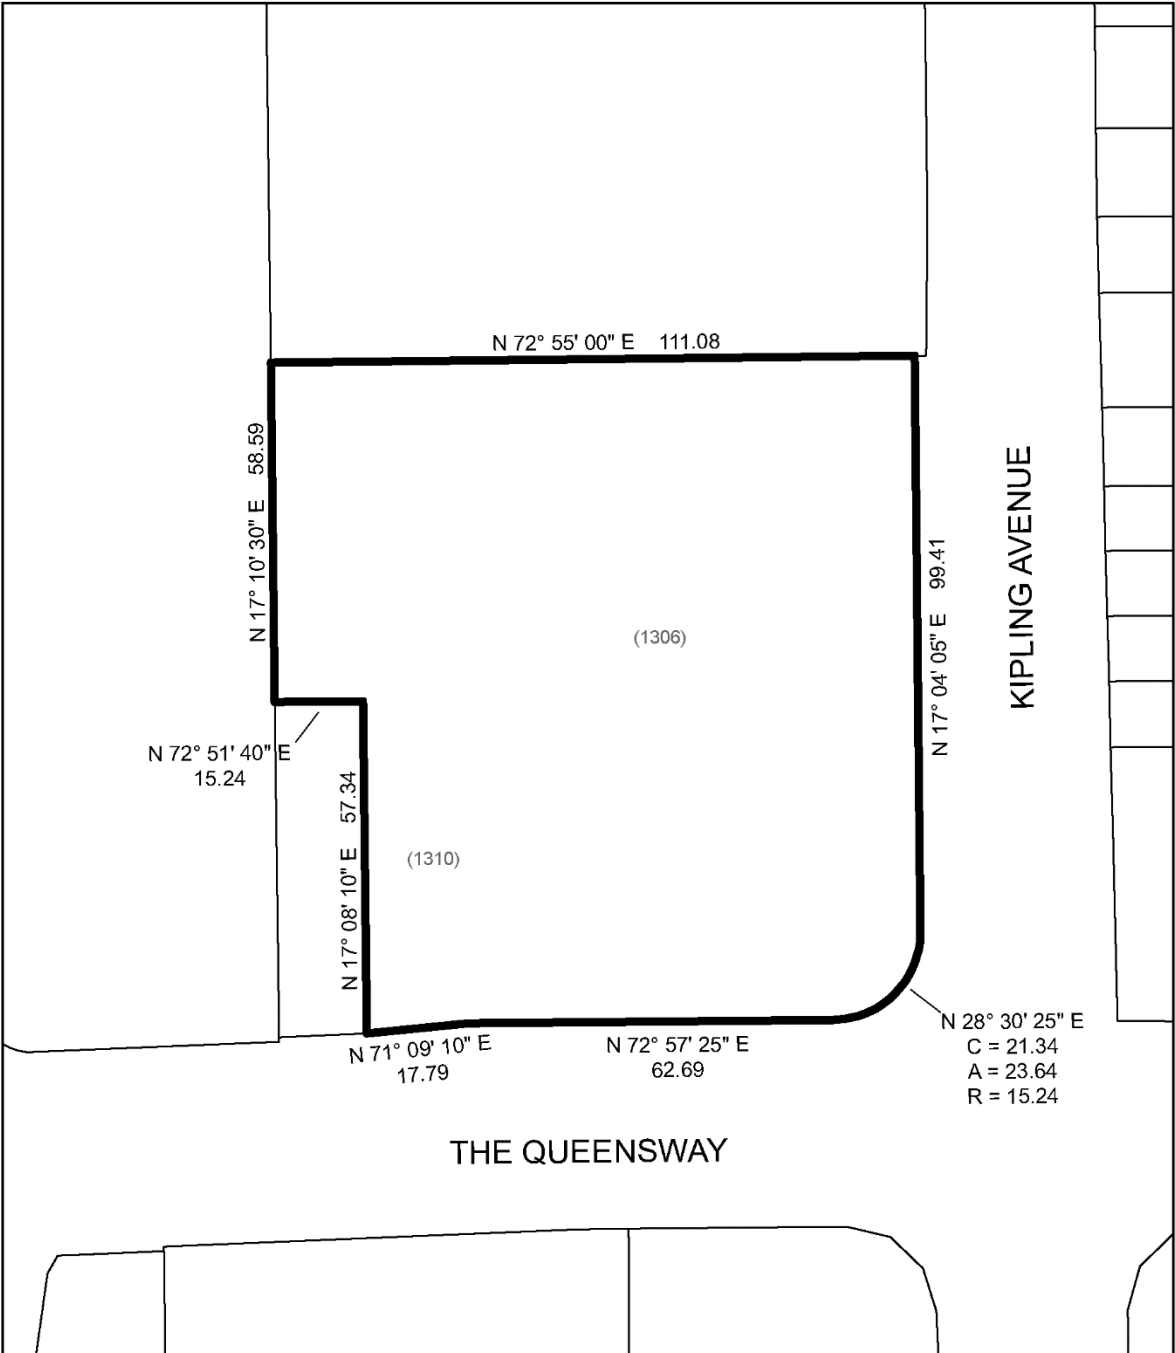 N 72° 55' 00" E 111.08
N 17° 10' 30" E 58.59
KIPLING AVENUE
N 17° 04' 05" E 99.41
(1306)
N 72° 51' 40" E
15.24
N 17° 08' 10" E 57.34
(1310)
N 28° 30' 25" E
C = 21.34
A = 23.64
R = 15.24
N 71° 09' 10" E
17.79
N 72° 57' 25" E
62.69
THE QUEENSWAY